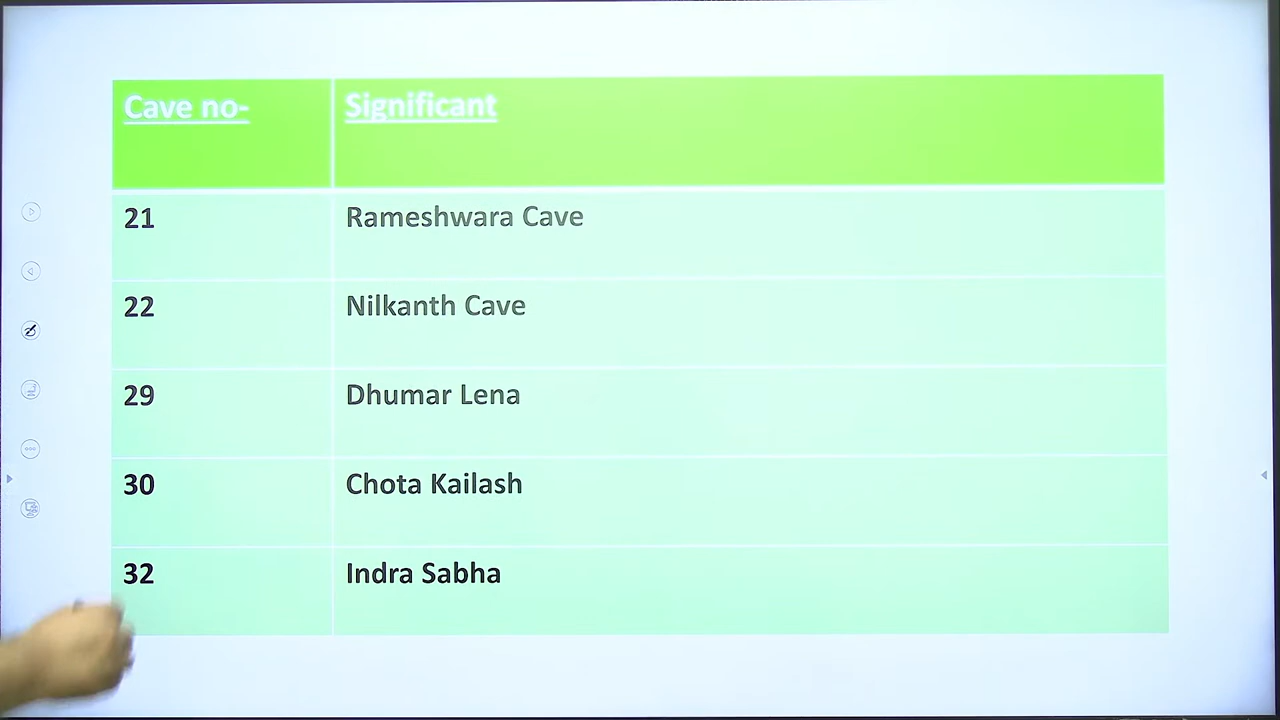 Cave no- Significant
21 Rameshwara Cave
22 Nilkanth Cave
29 Dhumar Lena
30 Chota Kailash
32 Indra Sabha